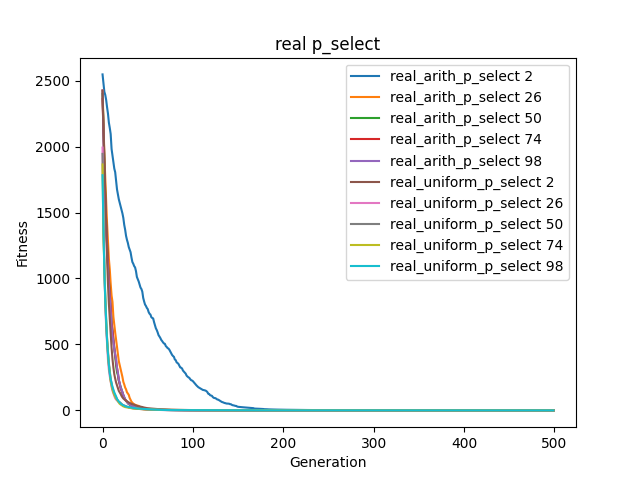 real p_select
2500
2000
1500
1000
500
0
Fitness
real_arith_p_select 2
real_arith_p_select 26
real_arith_p_select 50
real_arith_p_select 74
real_arith_p_select 98
real_uniform_p_select 2
real_uniform_p_select 26
real_uniform_p_select 50
real_uniform_p_select 74
real_uniform_p_select 98
0 100 200 300 400 500
Generation